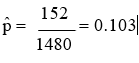 p̂ = 152/1480 = 0.103